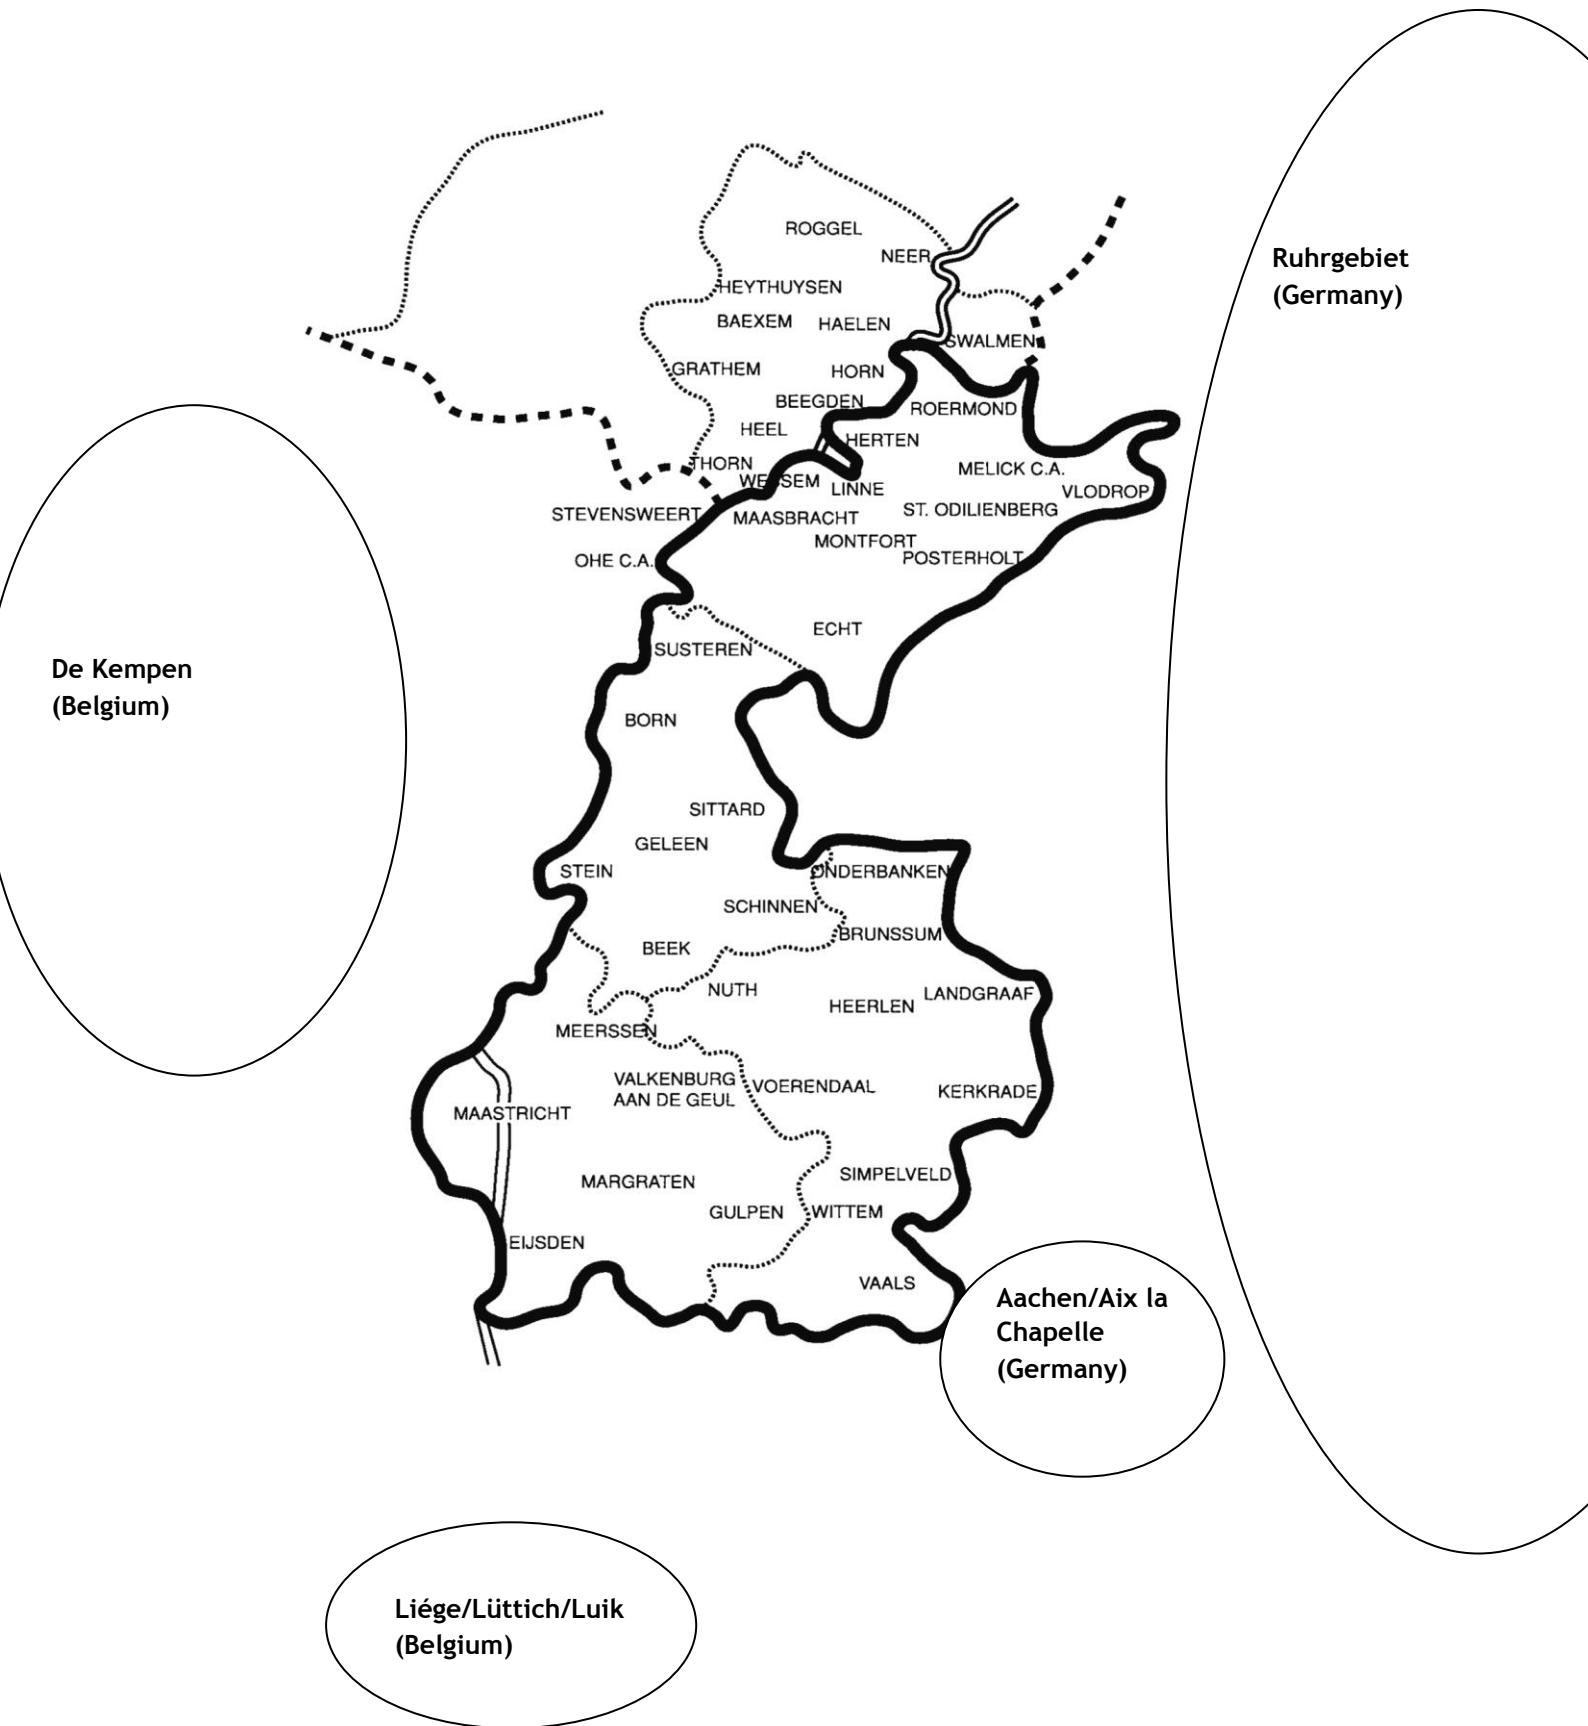 ROGGEL
NEER
Ruhrgebiet
(Germany)
HEYTHUYSEN
BAEXEM
HAELEN
SWALMEN
GRATHEM
HORN
BEEGDEN
ROERMOND
HEEL
HERTEN
THORN
MELICK C.A.
WESSEM
LINNE
VLODROP
STEVENSWEERT
MAASBRACHT
ST. ODILIENBERG
MONTFORT
OHE C.A.
POSTERHOLT
ECHT
SUSTEREN
De Kempen
(Belgium)
BORN
SITTARD
GELEEN
STEIN
ONDERBANKEN
SCHINNEN
BRUNSSUM
BEEK
NUTH
HEERLEN
LANDGRAAF
MEERSSEN
VALKENBURG
AAN DE GEUL
VOERENDAAL
KERKRADE
MAASTRICHT
MARGRATEN
SIMPELVELD
GULPEN
WITTEM
EIJSDEN
VAALS
Aachen/Aix la
Chapelle
(Germany)
Liége/Lüttich/Luik
(Belgium)